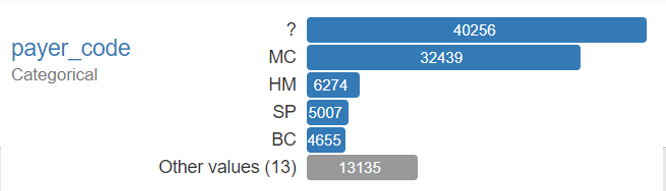 payer_code
Categorical
? 40256
MC 32439
HM 6274
SP 5007
BC 4655
Other values (13) 13135